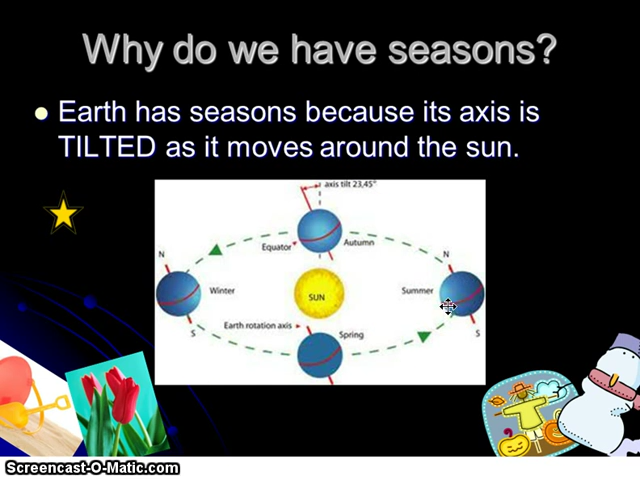 Why do we have seasons?
Earth has seasons because its axis is
TILTED as it moves around the sun.
axis tilt 23,45°
Equator
Autumn
N
N
Winter
SUN
Summer
S
Earth rotation axis
Spring
S
Screencast-O-Matic.com